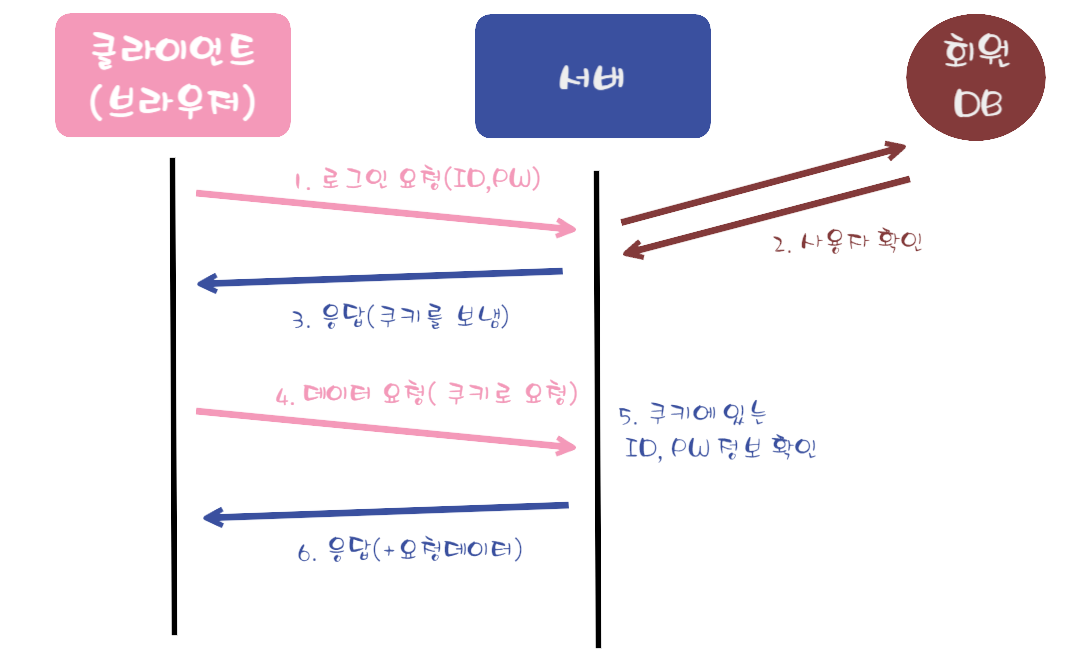 클라이언트
(브라우저)
서버
회원
DB
1. 로그인 요청(ID,PW)
2. 사용자 확인
3. 응답(쿠키를 보냄)
4. 데이터 요청( 쿠키로 요청)
5. 쿠키에 있는
ID, PW 정보 확인
6. 응답(+요청데이터)